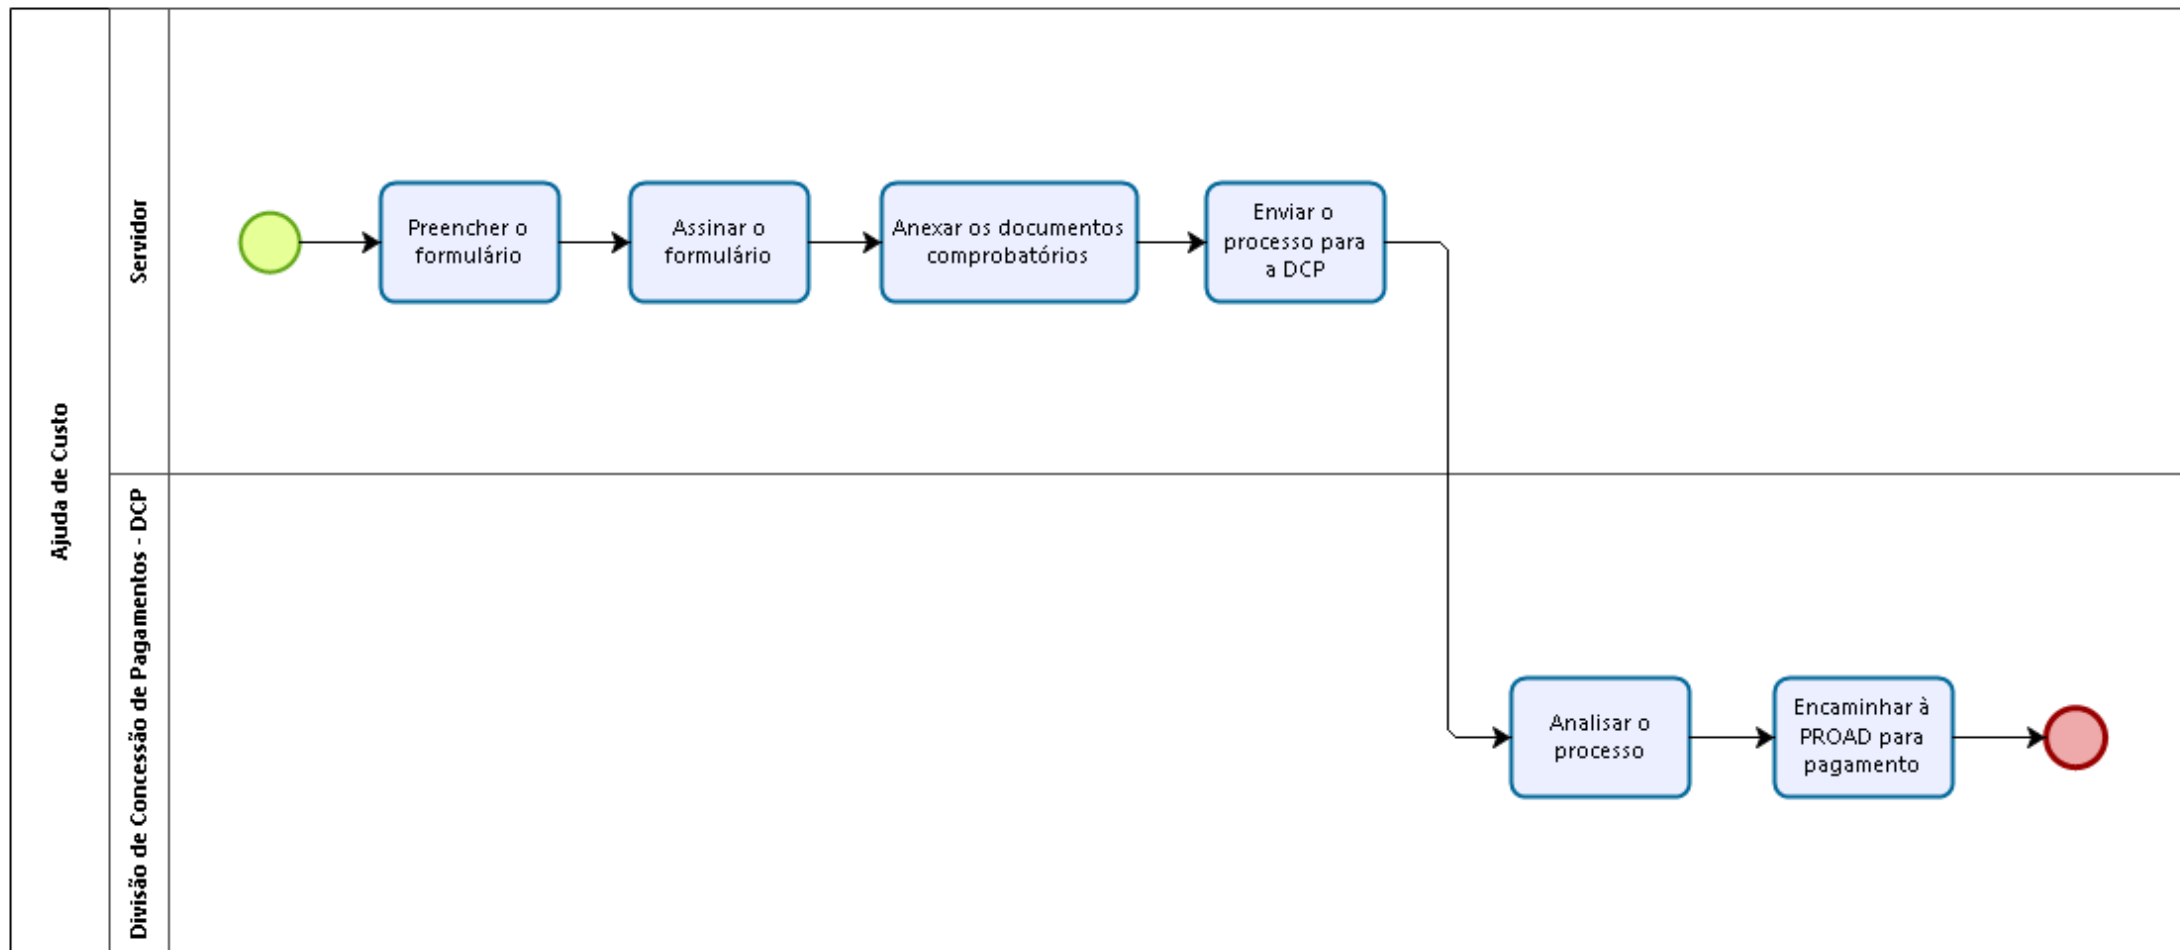 Ajuda de Custo
Servidor
Preencher o
formulário
Assinar o
formulário
Anexar os documentos
comprobatórios
Enviar o
processo para
a DCP
Divisão de Concessão de Pagamentos - DCP
Analisar o
processo
Encaminhar à
PROAD para
pagamento